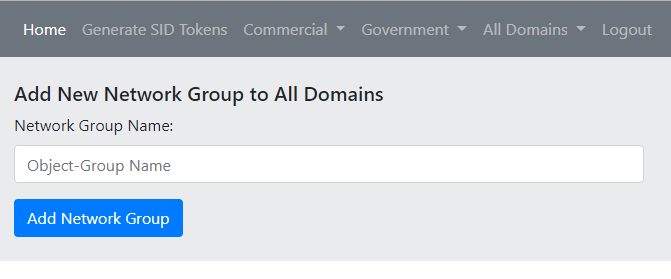 Home Generate SID Tokens Commercial Government All Domains Logout
Add New Network Group to All Domains
Network Group Name:
Object-Group Name
Add Network Group